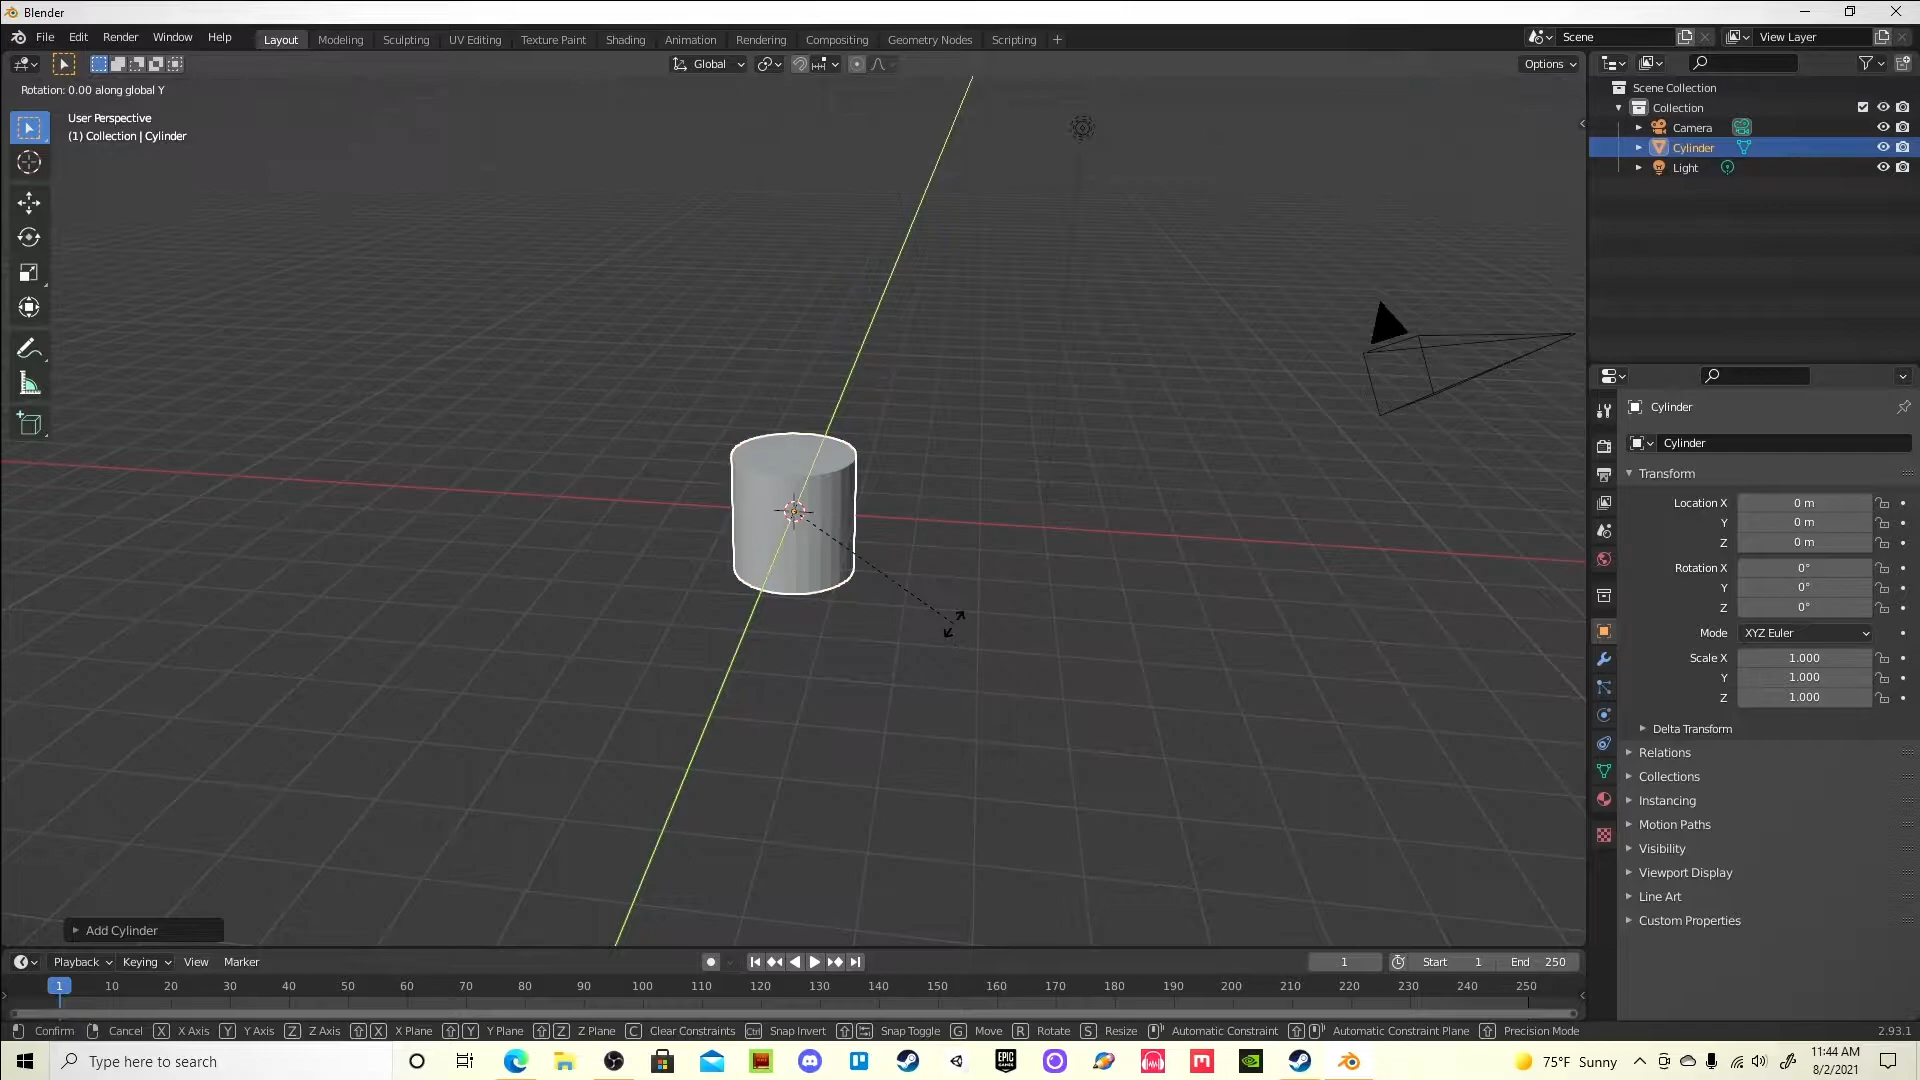 Blender
File Edit Render Window Help
Layout Modeling Sculpting UV Editing Texture Paint Shading Animation Rendering Compositing Geometry Nodes Scripting +
Scene
View Layer
Global
Options
Rotation: 0.00 along global Y
User Perspective
(1) Collection | Cylinder
Scene Collection
Collection
Camera
Cylinder
Light
Cylinder
Cylinder
Transform
Location X 0 m
Y 0 m
Z 0 m
Rotation X 0°
Y 0°
Z 0°
Mode XYZ Euler
Scale X 1.000
Y 1.000
Z 1.000
Delta Transform
Relations
Collections
Instancing
Motion Paths
Visibility
Viewport Display
Line Art
Custom Properties
Add Cylinder
Playback Keying View Marker
1 Start 1 End 250
1 10 20 30 40 50 60 70 80 90 100 110 120 130 140 150 160 170 180 190 200 210 220 230 240 250
Confirm Cancel X X Axis Y Y Axis Z Z Axis X X Plane Y Y Plane Z Z Plane C Clear Constraints Ctrl Snap Invert Snap Toggle G Move R Rotate S Resize Automatic Constraint Automatic Constraint Plane Precision Mode 2.93.1
Type here to search
EPIC GAMES
75°F Sunny
11:44 AM
8/2/2021